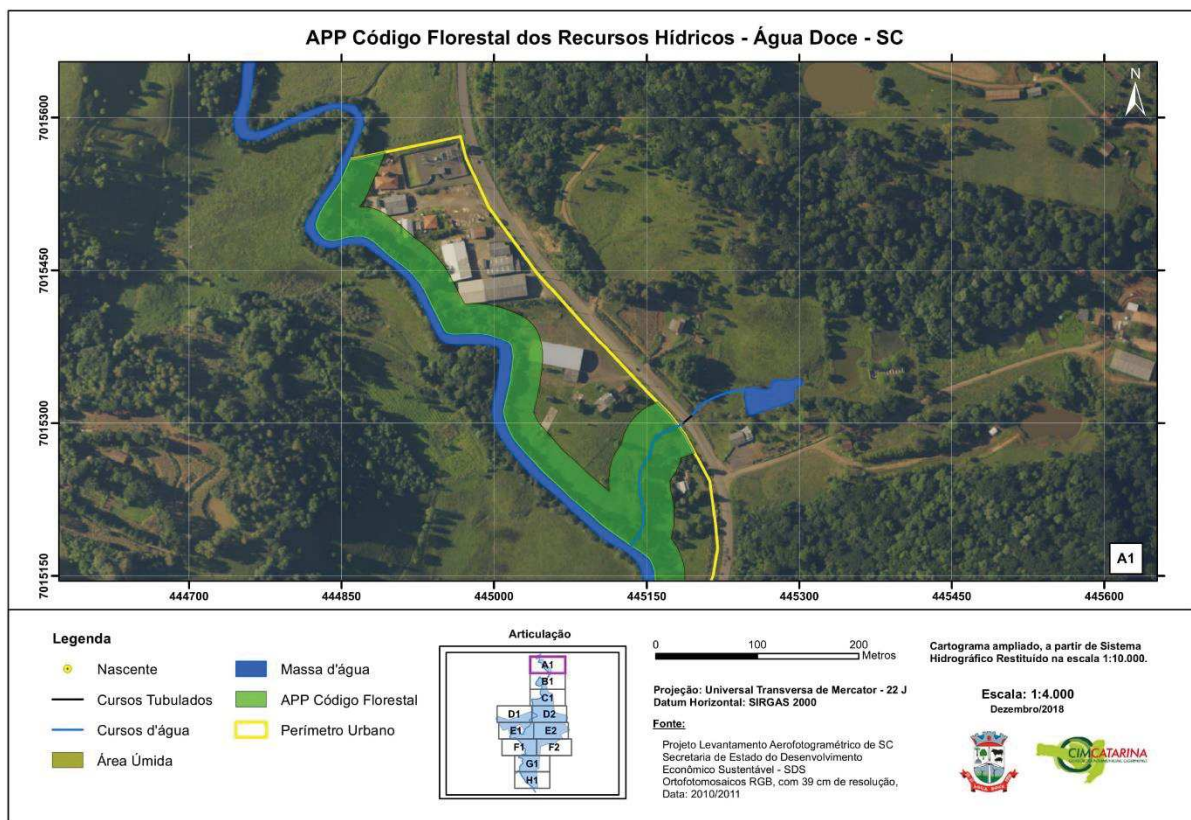 APP Código Florestal dos Recursos Hídricos - Água Doce - SC
N
7015600
7015450
7015300
7015150
A1
444700
444850
445000
445150
445300
445450
445600
Legenda
Nascente
Cursos Tubulados
Cursos d'água
Área Úmida
Massa d'água
APP Código Florestal
Perímetro Urbano
Articulação
A1
B1
C1
D1
D2
E1
E2
F1
F2
G1
H1
0
100
200
Metros
Projeção: Universal Transversa de Mercator - 22 J
Datum Horizontal: SIRGAS 2000
Fonte:
Projeto Levantamento Aerofotogramétrico de SC
Secretaria de Estado do Desenvolvimento
Econômico Sustentável - SDS
Ortofotomosaicos RGB, com 39 cm de resolução,
Data: 2010/2011
Cartograma ampliado, a partir de Sistema
Hidrográfico Restituído na escala 1:10.000.
Escala: 1:4.000
Dezembro/2018
AGUA DOCE
CIMCATARINA